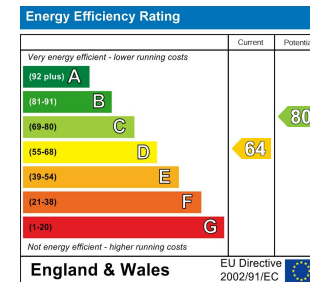 Energy Efficiency Rating
Current
Very energy efficient - lower running costs
(92 plus) A
(81-91) B
(69-80) C
(55-68) D
(39-54) E
(21-38) F
(1-20) G
64
80
Not energy efficient - higher running costs
England & Wales
EU Directive
2002/91/EC